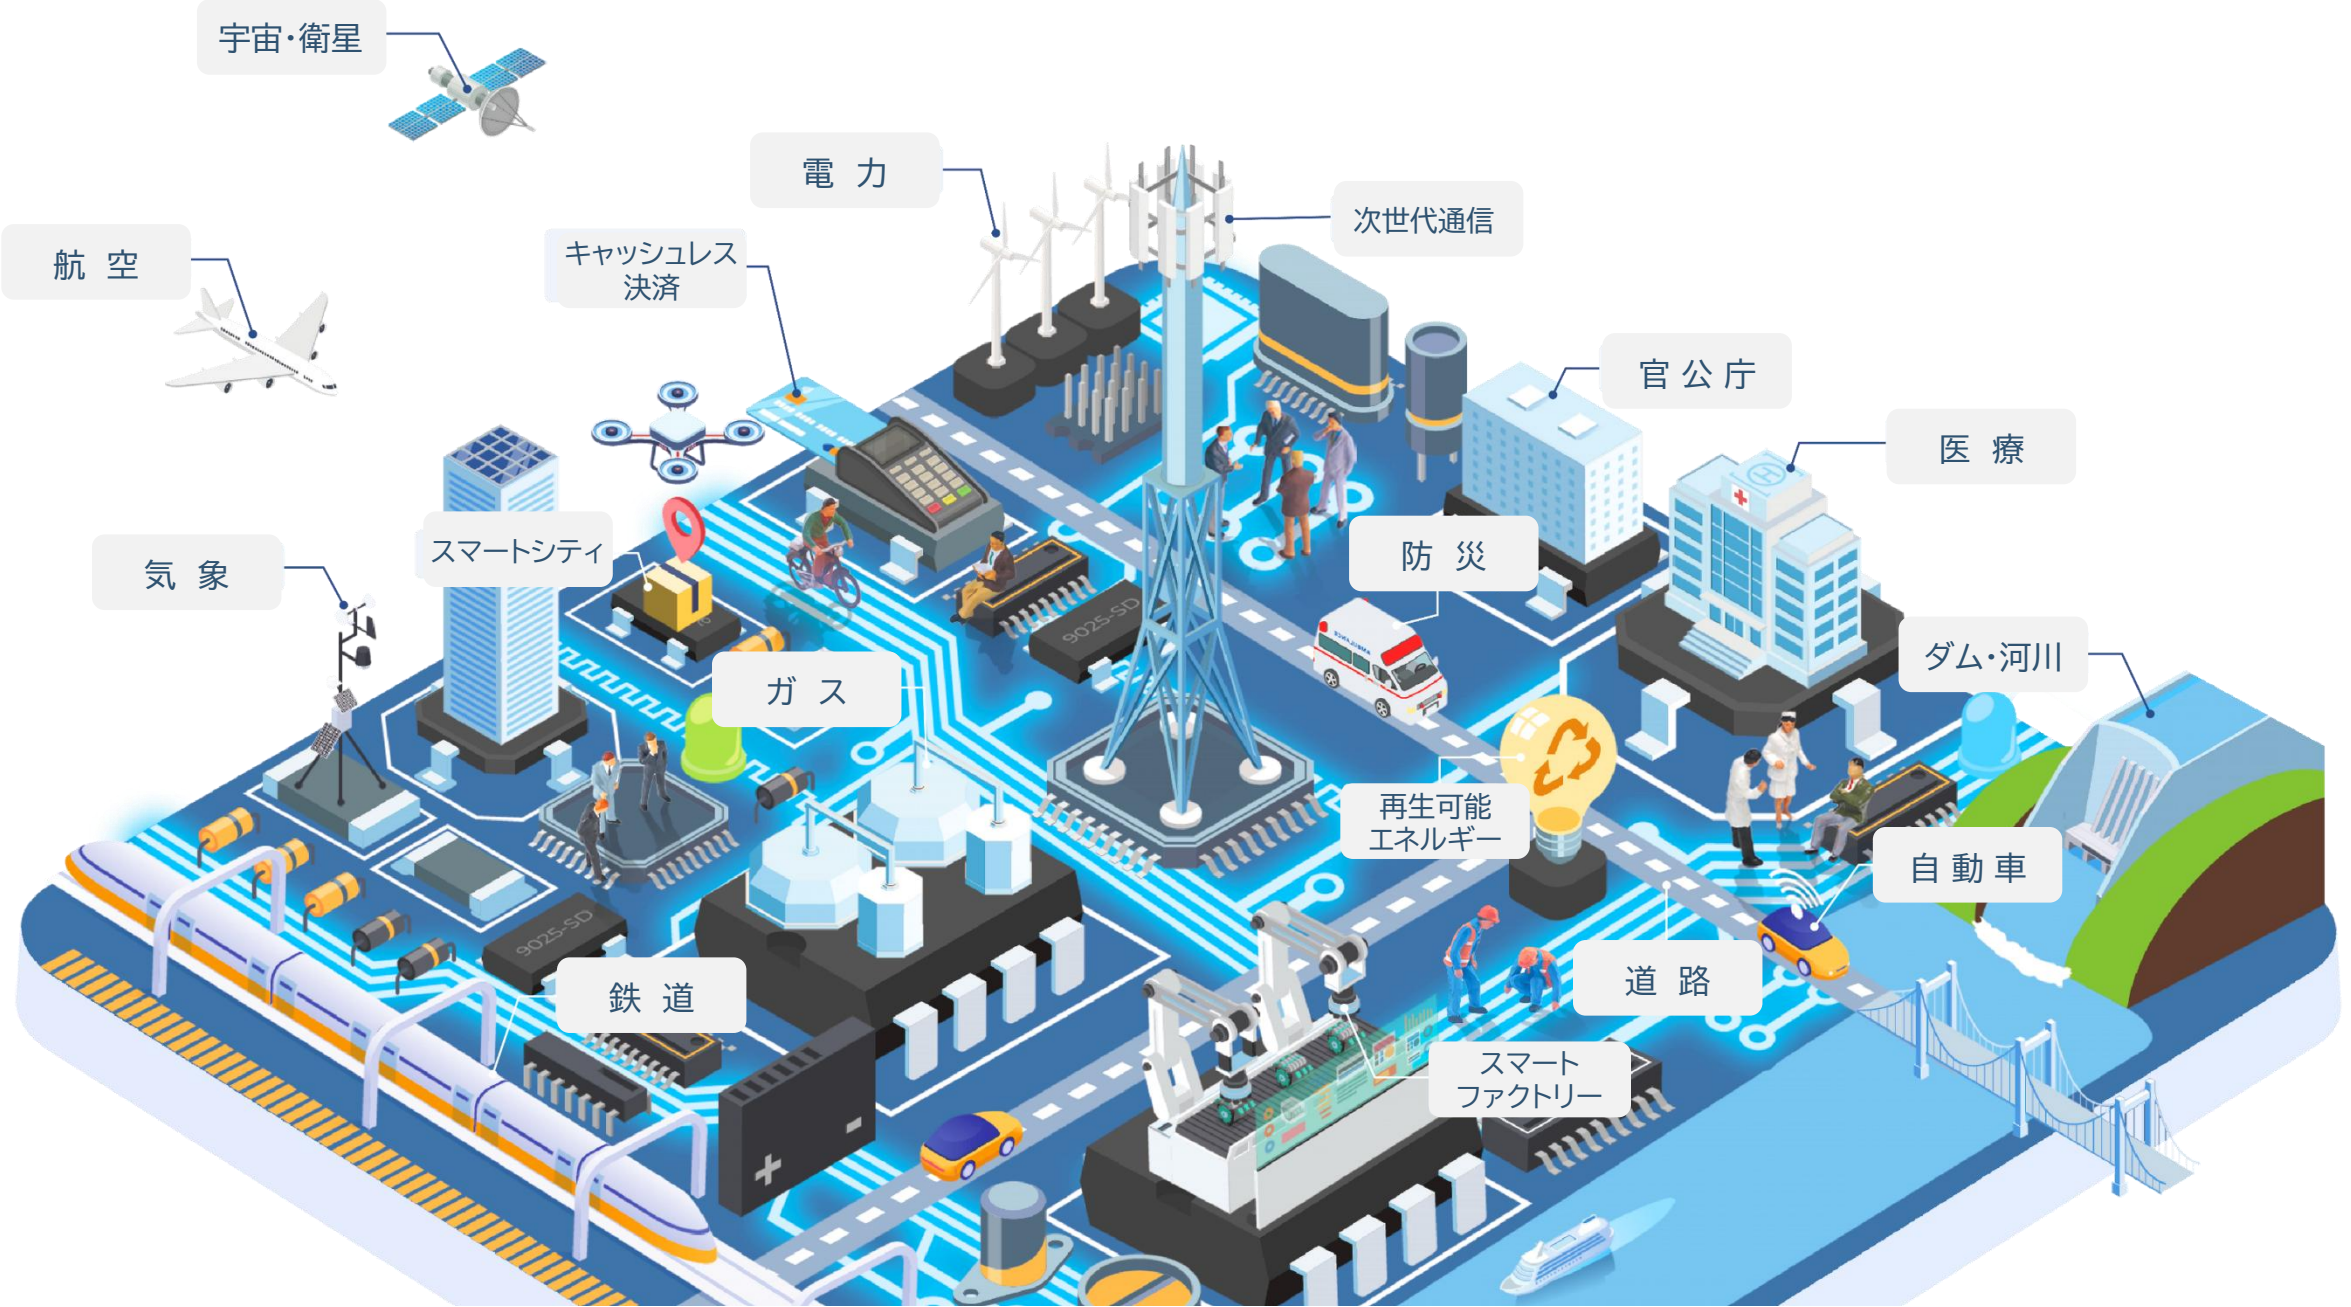 宇宙・衛星
電 力
次世代通信
航 空
キャッシュレス
決済
官 公 庁
医 療
スマートシティ
防 災
気 象
ダム・河川
9025-SD
ガ ス
再生可能
エネルギー
自 動 車
9025-SD
道 路
鉄 道
スマート
ファクトリー